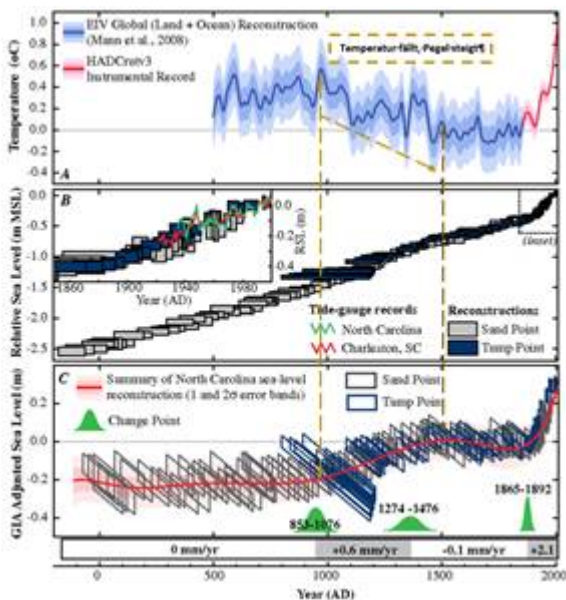 EIV Global (Land + Ocean) Reconstruction
(Mann et al., 2008)
HADCrutv3
Instrumental Record
Temperatur fällt, Pegel steigt¶
Temperature (oC)
1.0
0.8
0.6
0.4
0.2
0.0
-0.2
-0.4
A
B
0.0
-0.2
-0.4
RSL (m)
1860 1900 1940 1980
Year (AD)
(inset)
Relative Sea Level (m MSL)
0.0
-0.5
-1.0
-1.5
-2.0
-2.5
Tide-gauge records
North Carolina
Charleston, SC
Reconstructions
Sand Point
Tump Point
C
Summary of North Carolina sea-level
reconstruction (1 and 2σ error bands)
Change Point
Sand Point
Tump Point
GIA Adjusted Sea Level (m)
0.2
0.0
-0.2
-0.4
853-1076
1274 -1476
1865-1892
0 mm/yr
+0.6 mm/yr
-0.1 mm/yr
+2.1
0 500 1000 1500 2000
Year (AD)